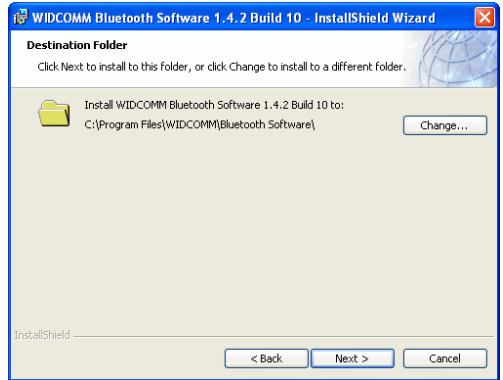 WIDCOMM Bluetooth Software 1.4.2 Build 10 - InstallShield Wizard
Destination Folder
Click Next to install to this folder, or click Change to install to a different folder.
Install WIDCOMM Bluetooth Software 1.4.2 Build 10 to:
C:\Program Files\WIDCOMM\Bluetooth Software\
Change...
InstallShield
< Back
Next >
Cancel